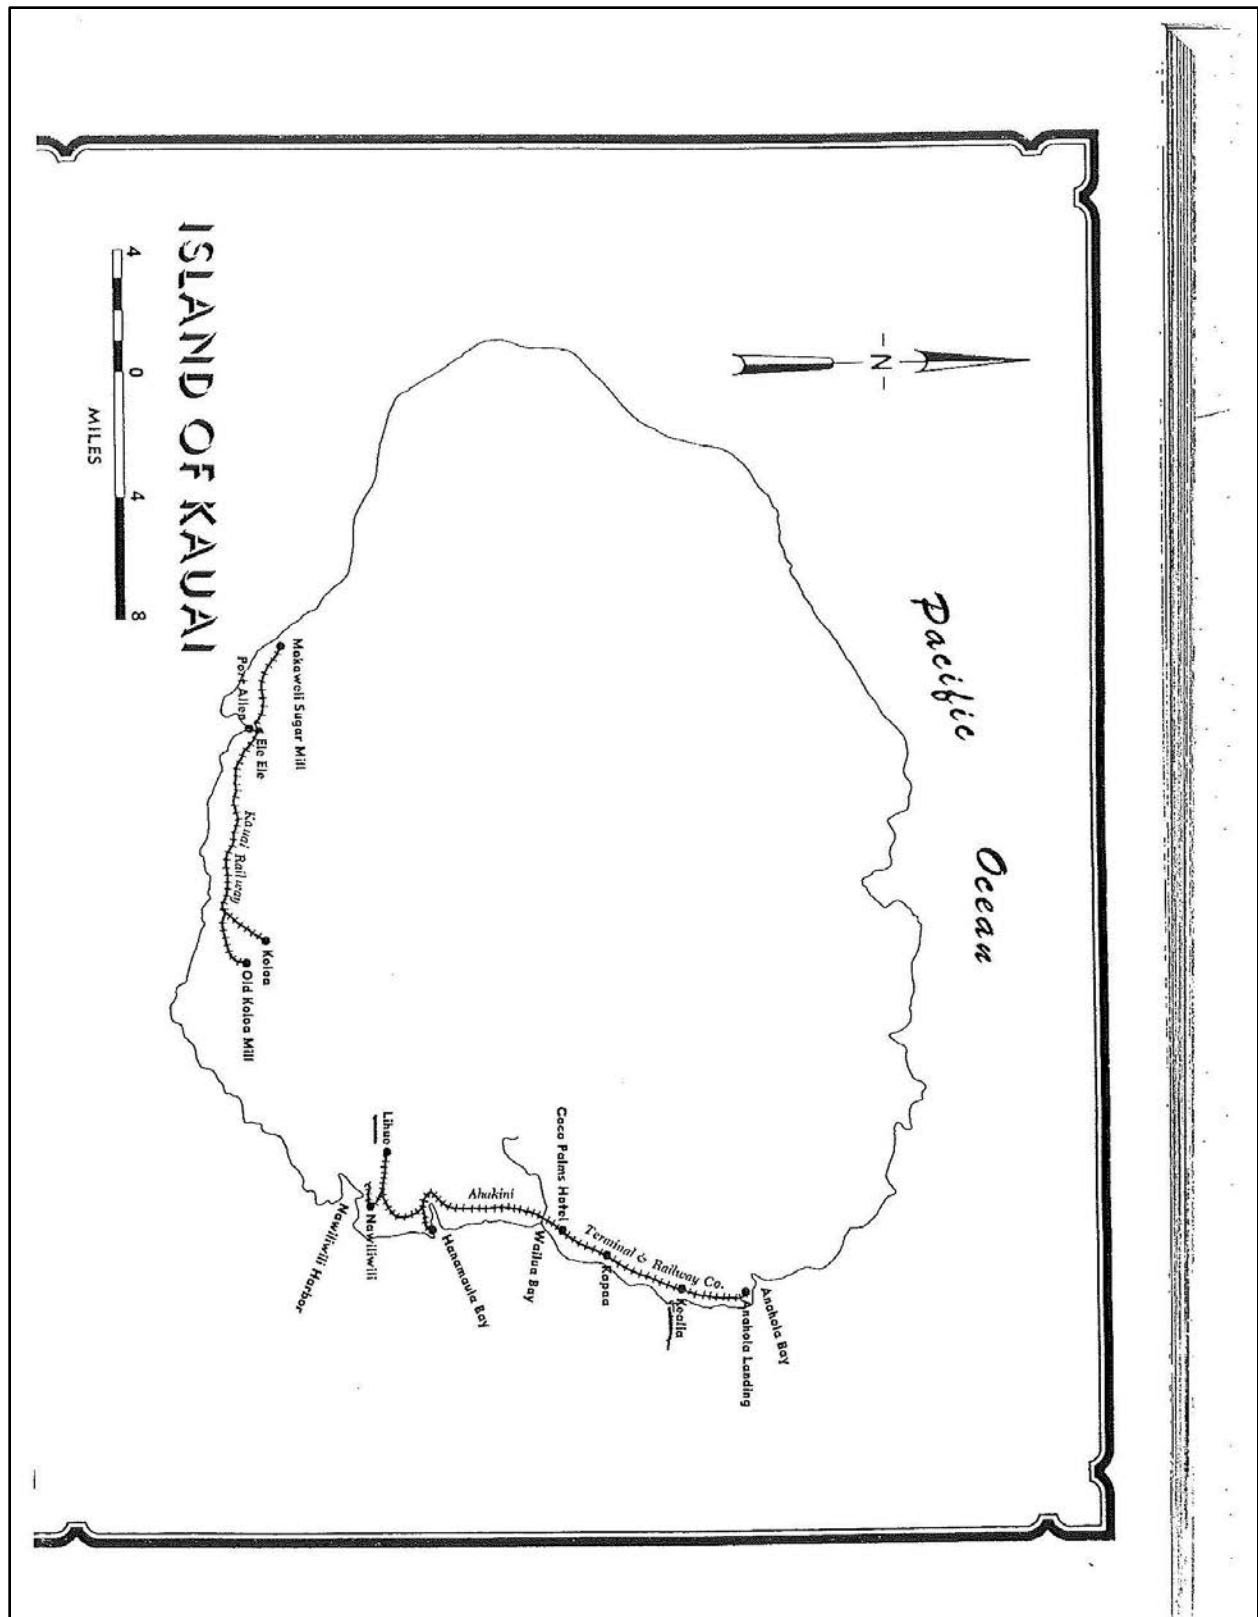 Pacific
Ocean
- N -
Anahola Bay
Anahola Landing
Kealia
Terminal & Railway Co.
Kapaa
Coco Palms Hotel
Wailua Bay
Ahukini
Hanamaula Bay
Lihue
Nawiliwili
Nawiliwili Harbor
Makaweli Sugar Mill
Ele Ele
Port Allen
Kauai Railway
Koloa
Old Koloa Mill
ISLAND OF KAUAI
4 0 4 8
MILES